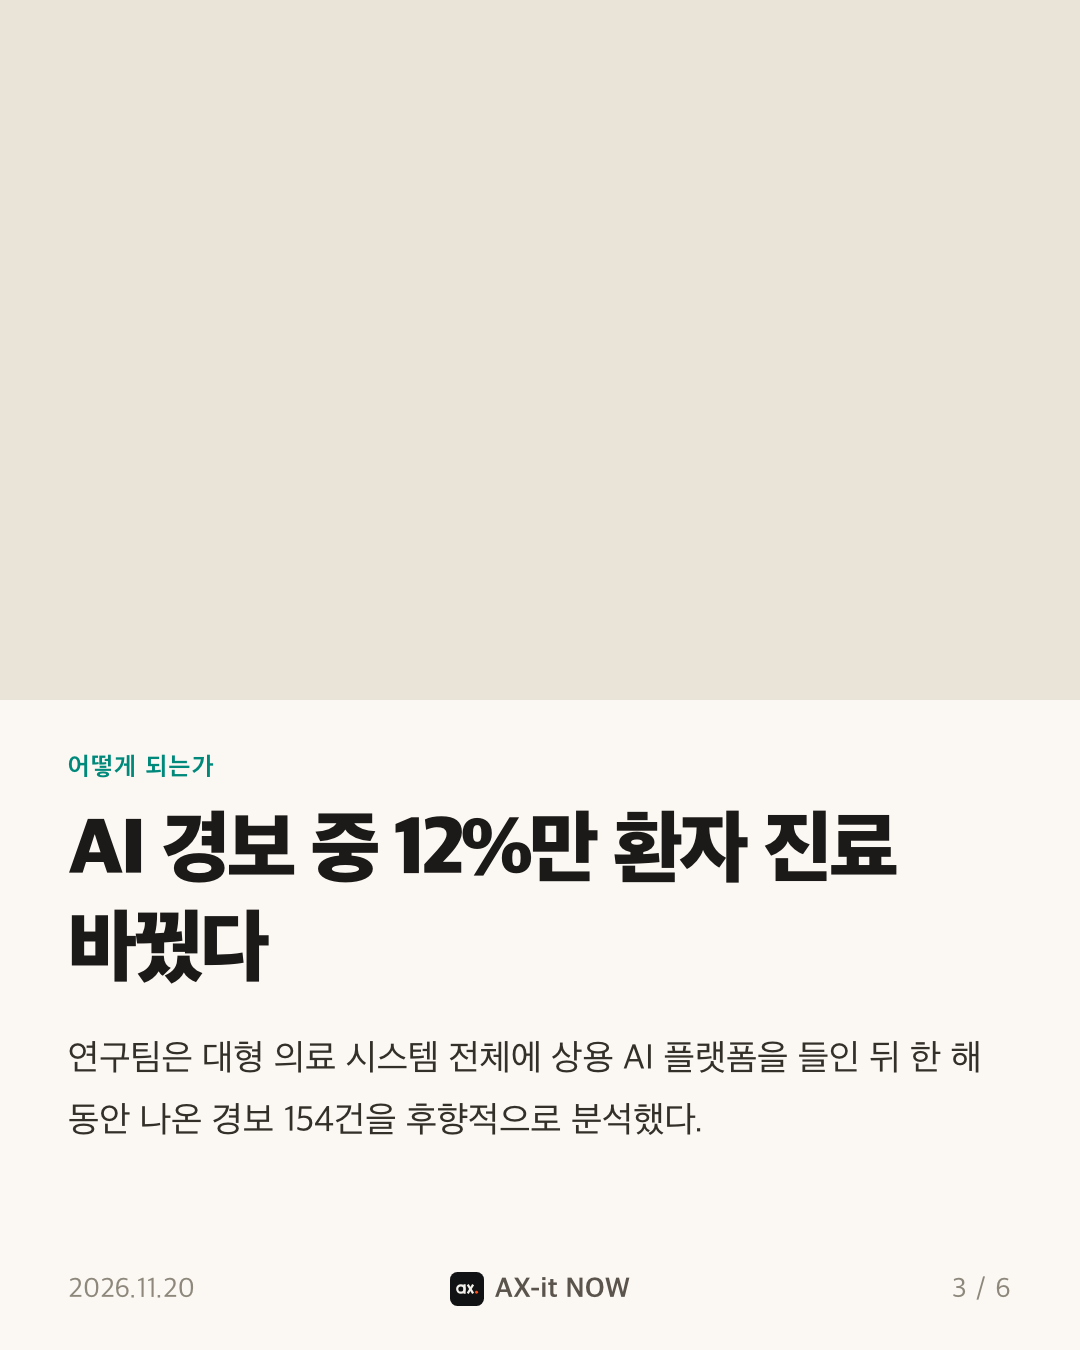 어떻게 되는가
AI 경보 중 12%만 환자 진료
바꿨다
연구팀은 대형 의료 시스템 전체에 상용 AI 플랫폼을 들인 뒤 한 해
동안 나온 경보 154건을 후향적으로 분석했다.
2026.11.20
ax. AX-it NOW
3 / 6